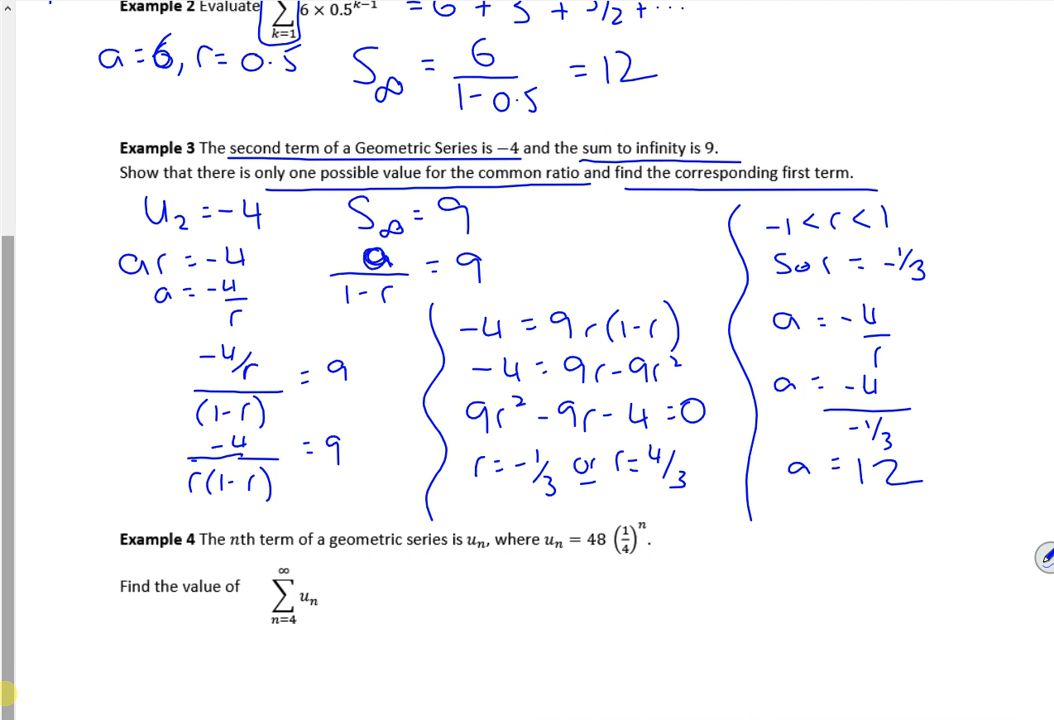 Example 2 Evaluate ∑ k=1 6 × 0.5^(k−1) = 6 + 3 + 3/2 + ...
a = 6, r = 0.5 S∞ = 6/(1 - 0.5) = 12
Example 3 The second term of a Geometric Series is −4 and the sum to infinity is 9.
Show that there is only one possible value for the common ratio and find the corresponding first term.
U₂ = -4
ar = -4
a = -4/r
S∞ = 9
a/(1-r) = 9
(-4/r)/(1-r) = 9
-4/(r(1-r)) = 9
-4 = 9r(1-r)
-4 = 9r - 9r²
9r² - 9r - 4 = 0
r = -1/3 or r = 4/3
-1 < r < 1
So r = -1/3
a = -4/r
a = -4/(-1/3)
a = 12
Example 4 The nth term of a geometric series is uₙ, where uₙ = 48 (1/4)ⁿ.
Find the value of ∑ n=4 ∞ uₙ